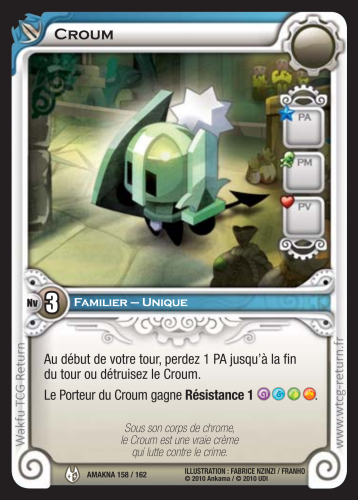 Croum
PA
PM
PV
Nv 3 Familier – Unique
Au début de votre tour, perdez 1 PA jusqu'à la fin
du tour ou détruisez le Croum.
Le Porteur du Croum gagne Résistance 1 .
Sous son corps de chrome,
le Croum est une vraie crème
qui lutte contre le crime.
Wakfu TCG Return
www.wtcg-return.fr
AMAKNA 158 / 162
ILLUSTRATION : FABRICE NZINZI / FRANHO
© 2010 Ankama / © 2010 UDI